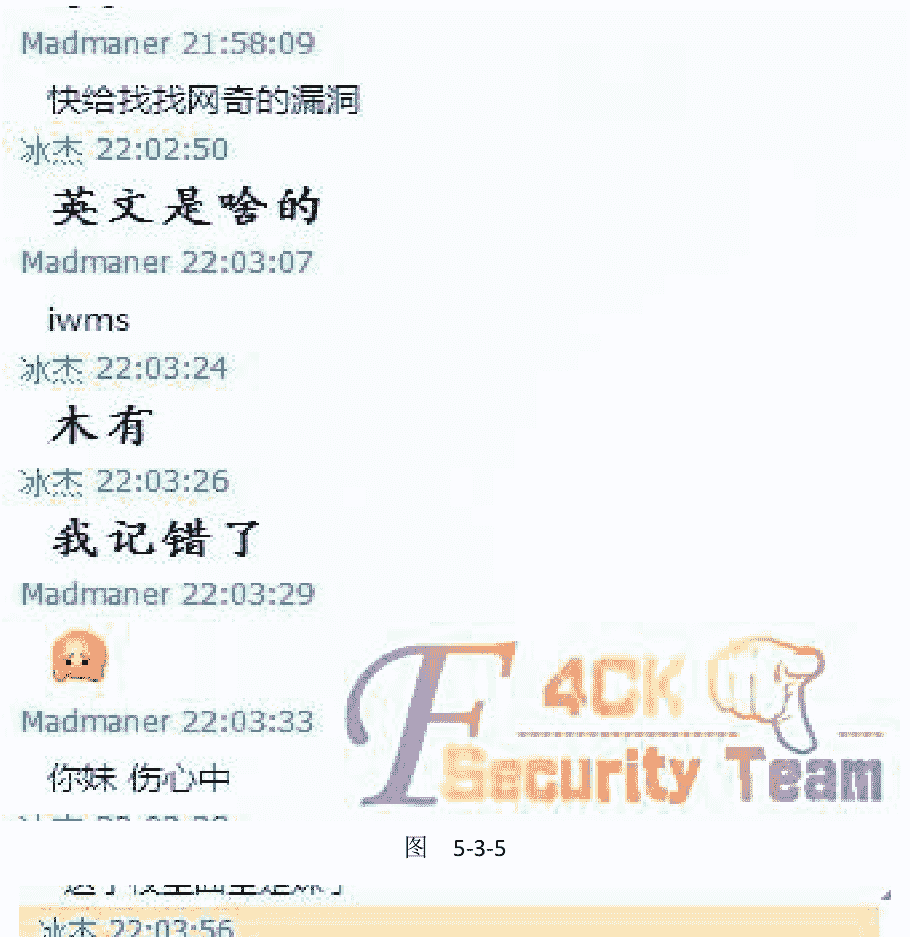 Madmaner 21:58:09
快给找找网奇的漏洞
冰杰 22:02:50
英文是啥的
Madmaner 22:03:07
iwms
冰杰 22:03:24
木有
冰杰 22:03:26
我记错了
Madmaner 22:03:29
Madmaner 22:03:33
你妹 伤心中
F4CK
Security Team
图 5-3-5
冰杰 22:03:56